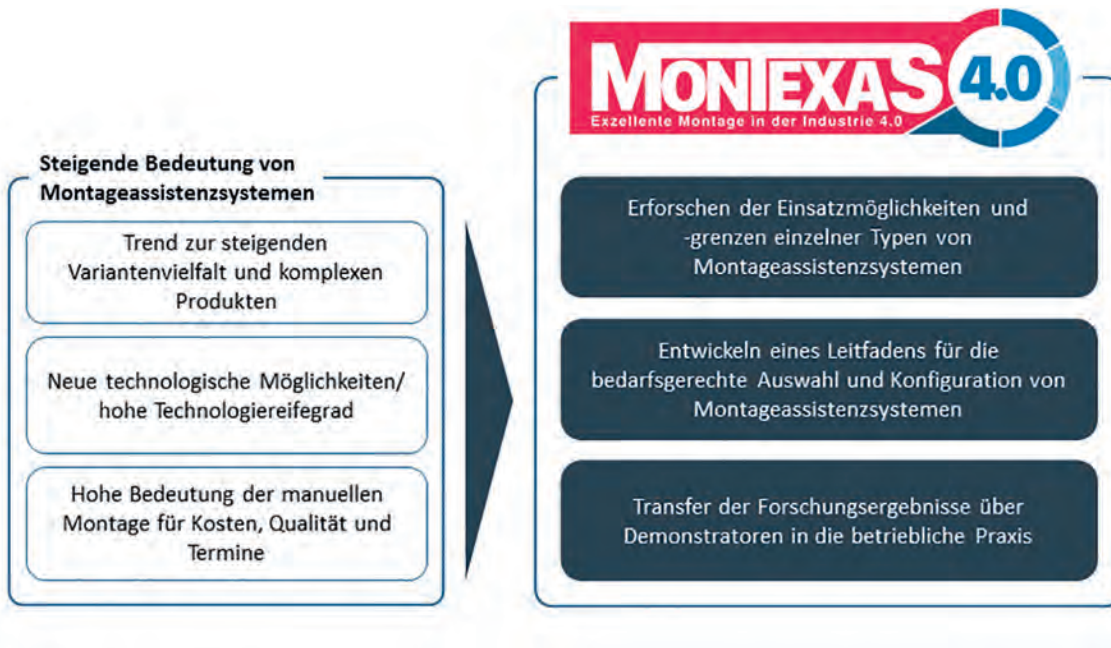 Steigende Bedeutung von
Montageassistenzsystemen
Trend zur steigenden
Variantenvielfalt und komplexen
Produkten
Neue technologische Möglichkeiten/
hohe Technologiereifegrad
Hohe Bedeutung der manuellen
Montage für Kosten, Qualität und
Termine
MONTEXAS 4.0
Exzellente Montage in der Industrie 4.0
Erforschen der Einsatzmöglichkeiten und
-grenzen einzelner Typen von
Montageassistenzsystemen
Entwickeln eines Leitfadens für die
bedarfsgerechte Auswahl und Konfiguration von
Montageassistenzsystemen
Transfer der Forschungsergebnisse über
Demonstratoren in die betriebliche Praxis